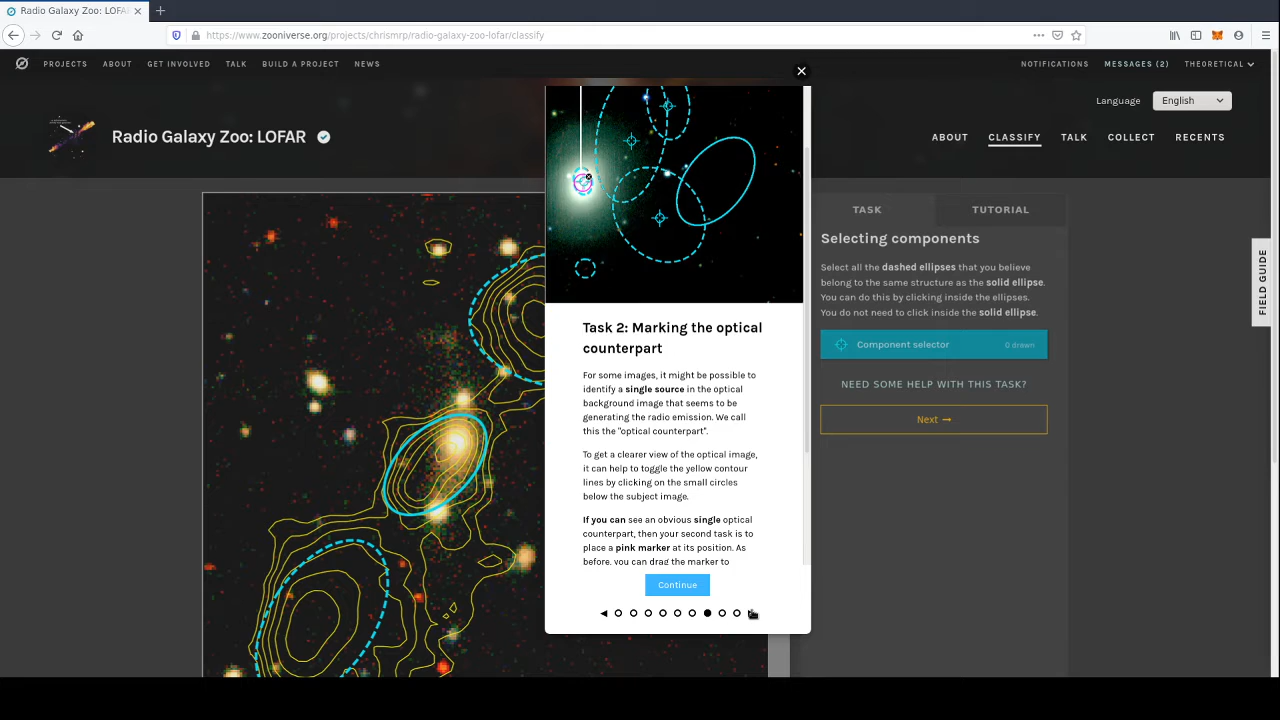 Radio Galaxy Zoo: LOFA
https://www.zooniverse.org/projects/chrismrp/radio-galaxy-zoo-lofar/classify
PROJECTS ABOUT GET INVOLVED TALK BUILD A PROJECT NEWS NOTIFICATIONS MESSAGES (2) THEORETICAL
Language English
Radio Galaxy Zoo: LOFAR
ABOUT CLASSIFY TALK COLLECT RECENTS
TASK TUTORIAL
Selecting components
Select all the dashed ellipses that you believe
belong to the same structure as the solid ellipse.
You can do this by clicking inside the ellipses.
You do not need to click inside the solid ellipse.
Component selector 0 drawn
NEED SOME HELP WITH THIS TASK?
Next
FIELD GUIDE
Task 2: Marking the optical
counterpart
For some images, it might be possible to
identify a single source in the optical
background image that seems to be
generating the radio emission. We call
this the "optical counterpart".
To get a clearer view of the optical image,
it can help to toggle the yellow contour
lines by clicking on the small circles
below the subject image.
If you can see an obvious single optical
counterpart, then your second task is to
place a pink marker at its position. As
before, you can drag the marker to
Continue